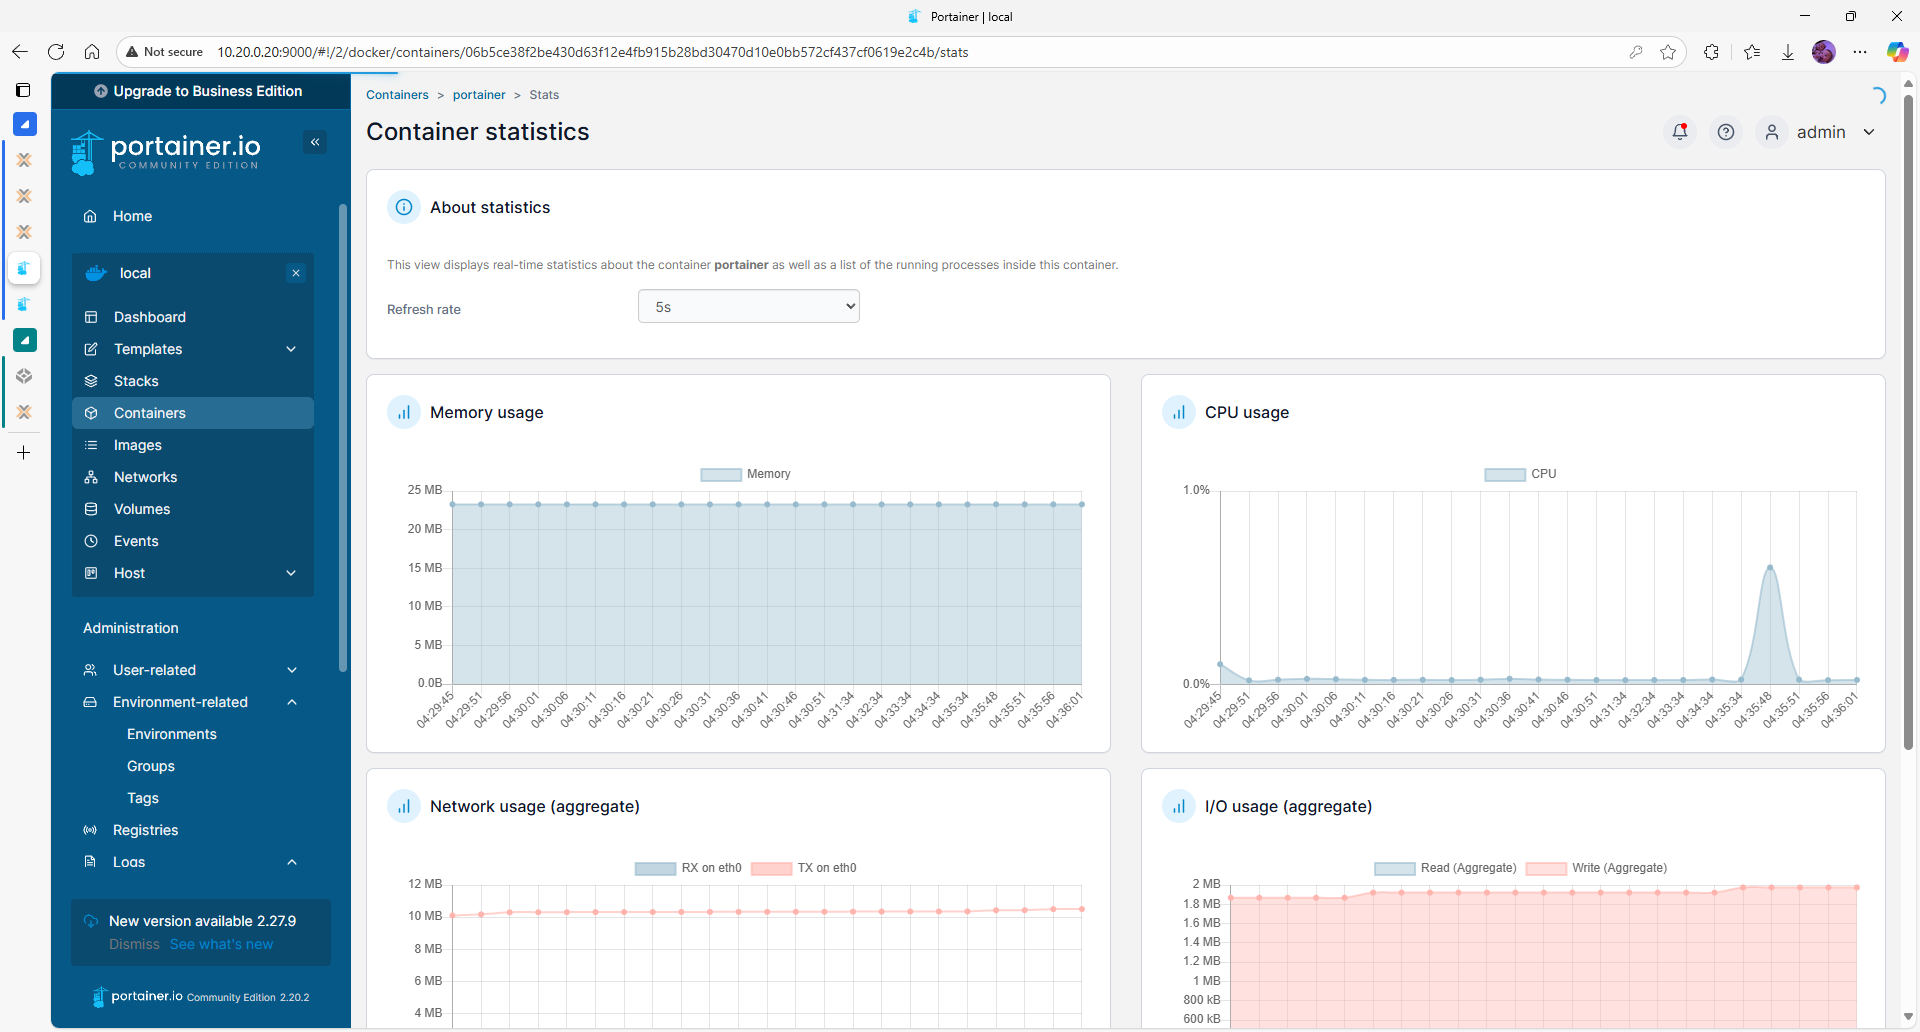 Portainer | local
Not secure
10.20.0.20:9000/#!/2/docker/containers/06b5ce38f2be430d63f12e4fb915b28bd30470d10e0bb572cf437cf0619e2c4b/stats
Upgrade to Business Edition
portainer.io
COMMUNITY EDITION
Home
local
Dashboard
Templates
Stacks
Containers
Images
Networks
Volumes
Events
Host
Administration
User-related
Environment-related
Environments
Groups
Tags
Registries
Logs
New version available 2.27.9
Dismiss See what's new
portainer.io Community Edition 2.20.2
Containers > portainer > Stats
Container statistics
admin
About statistics
This view displays real-time statistics about the container portainer as well as a list of the running processes inside this container.
Refresh rate
5s
Memory usage
Memory
25 MB
20 MB
15 MB
10 MB
5 MB
0.0B
04:29:45
04:29:51
04:29:56
04:30:01
04:30:06
04:30:11
04:30:16
04:30:21
04:30:26
04:30:31
04:30:36
04:30:41
04:30:46
04:30:51
04:31:34
04:32:34
04:33:34
04:34:34
04:35:34
04:35:48
04:35:51
04:35:56
04:36:01
CPU usage
CPU
1.0%
0.0%
04:29:45
04:29:51
04:29:56
04:30:01
04:30:06
04:30:11
04:30:16
04:30:21
04:30:26
04:30:31
04:30:36
04:30:41
04:30:46
04:30:51
04:31:34
04:32:34
04:33:34
04:34:34
04:35:34
04:35:48
04:35:51
04:35:56
04:36:01
Network usage (aggregate)
RX on eth0
TX on eth0
12 MB
10 MB
8 MB
6 MB
4 MB
I/O usage (aggregate)
Read (Aggregate)
Write (Aggregate)
2 MB
1.8 MB
1.6 MB
1.4 MB
1.2 MB
1 MB
800 kB
600 kB